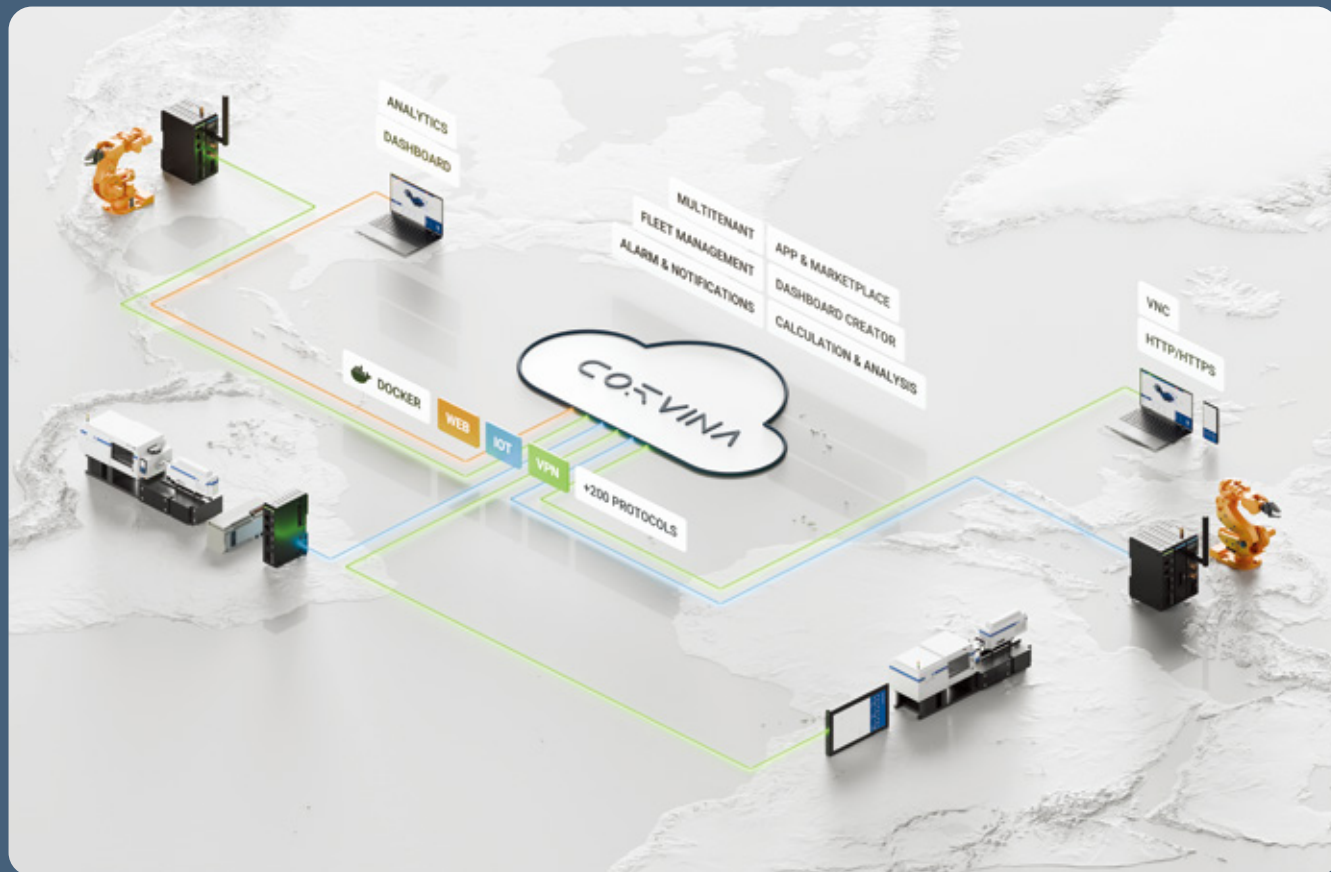 ANALYTICS
DASHBOARD
MULTITENANT
FLEET MANAGEMENT
ALARM & NOTIFICATIONS
APP & MARKETPLACE
DASHBOARD CREATOR
CALCULATION & ANALYSIS
VNC
HTTP/HTTPS
CORVINA
DOCKER
WEB
IOT
VPN
+200 PROTOCOLS